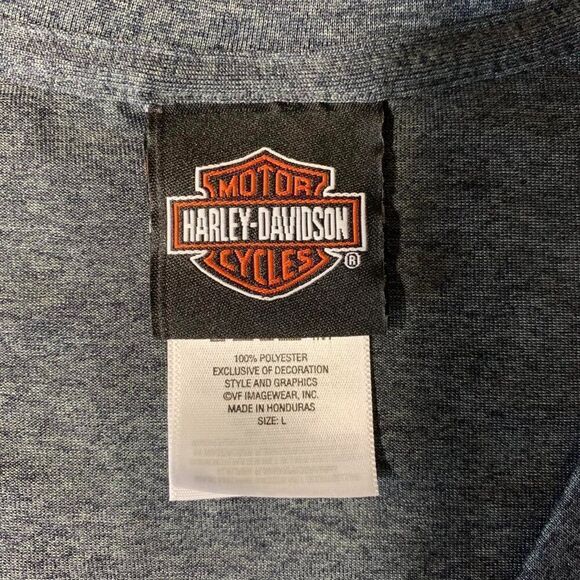 MOTOR
HARLEY-DAVIDSON
CYCLES
®
100% POLYESTER
EXCLUSIVE OF DECORATION
STYLE AND GRAPHICS
©VF IMAGEWEAR, INC.
MADE IN HONDURAS
SIZE: L